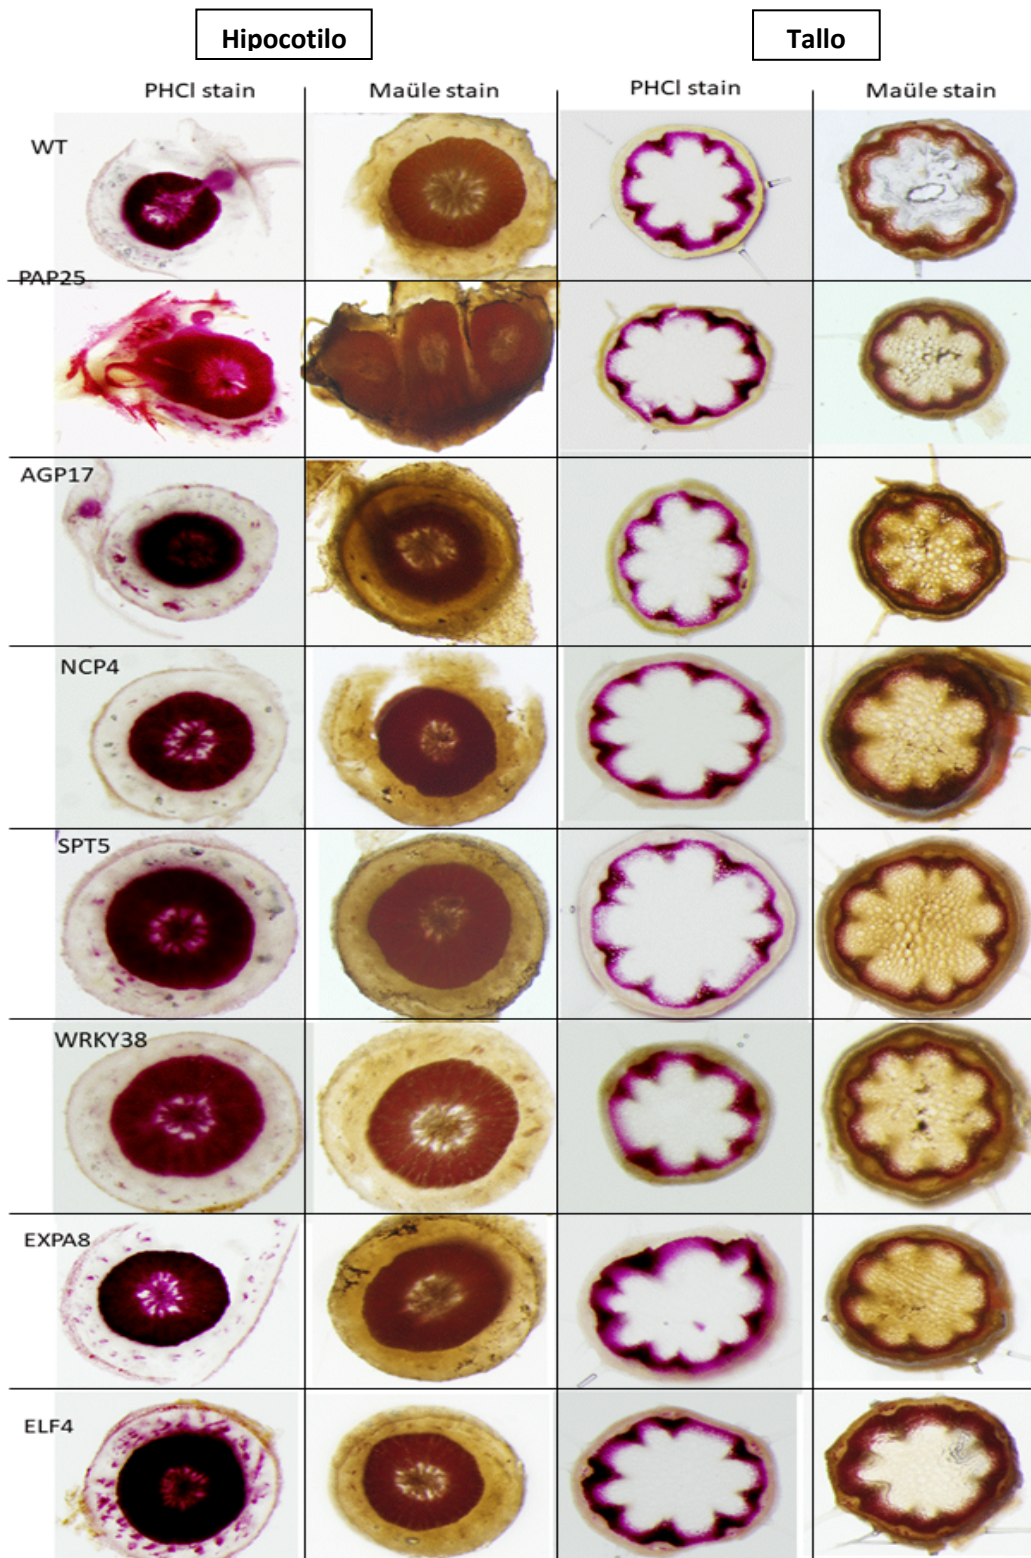 Hipocotilo Tallo
PHCl stain Maüle stain PHCl stain Maüle stain
WT
PAP25
AGP17
NCP4
SPT5
WRKY38
EXPA8
ELF4